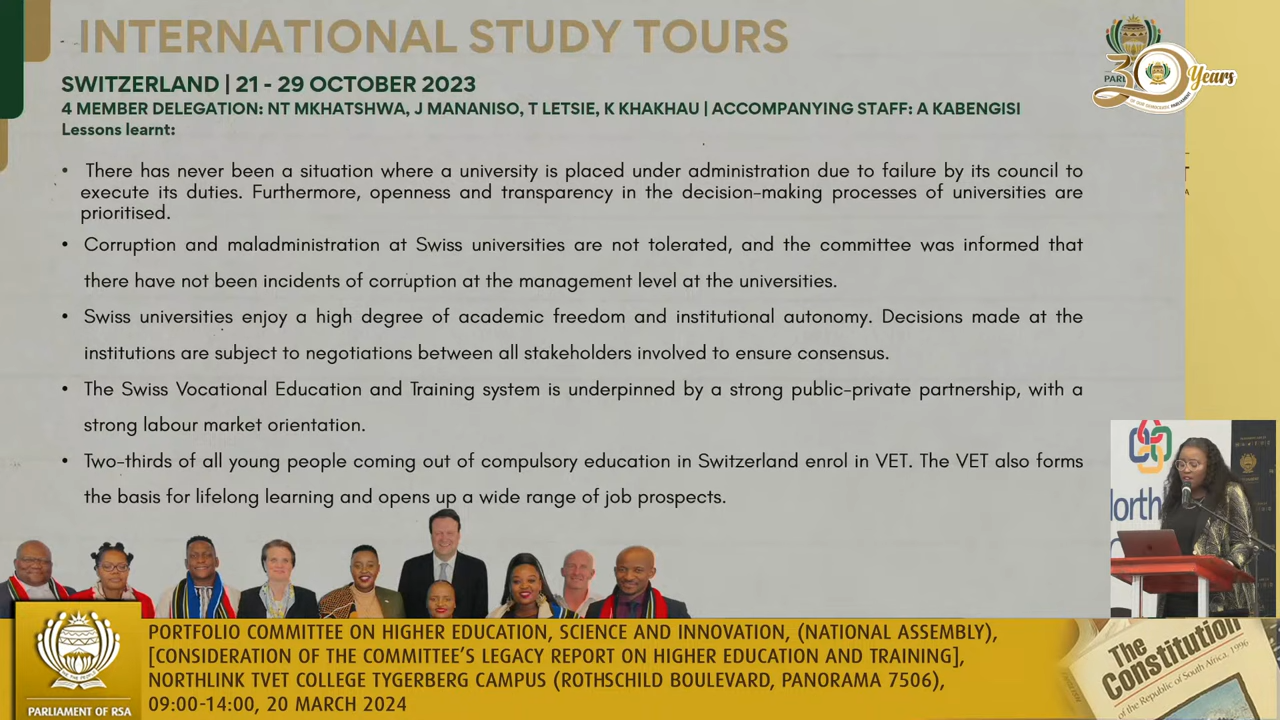 INTERNATIONAL STUDY TOURS
30 Years
SWITZERLAND | 21 - 29 OCTOBER 2023
4 MEMBER DELEGATION: NT MKHATSHWA, J MANANISO, T LETSIE, K KHAKHAU | ACCOMPANYING STAFF: A KABENGISI
Lessons learnt:
• There has never been a situation where a university is placed under administration due to failure by its council to
execute its duties. Furthermore, openness and transparency in the decision-making processes of universities are
prioritised.
• Corruption and maladministration at Swiss universities are not tolerated, and the committee was informed that
there have not been incidents of corruption at the management level at the universities.
• Swiss universities enjoy a high degree of academic freedom and institutional autonomy. Decisions made at the
institutions are subject to negotiations between all stakeholders involved to ensure consensus.
• The Swiss Vocational Education and Training system is underpinned by a strong public-private partnership, with a
strong labour market orientation.
• Two-thirds of all young people coming out of compulsory education in Switzerland enrol in VET. The VET also forms
the basis for lifelong learning and opens up a wide range of job prospects.
PORTFOLIO COMMITTEE ON HIGHER EDUCATION, SCIENCE AND INNOVATION, (NATIONAL ASSEMBLY),
[CONSIDERATION OF THE COMMITTEE'S LEGACY REPORT ON HIGHER EDUCATION AND TRAINING],
NORTHLINK TVET COLLEGE TYGERBERG CAMPUS (ROTHSCHILD BOULEVARD, PANORAMA 7506),
09:00-14:00, 20 MARCH 2024
PARLIAMENT OF RSA
The
Constitution
of the Republic of South Africa, 1996